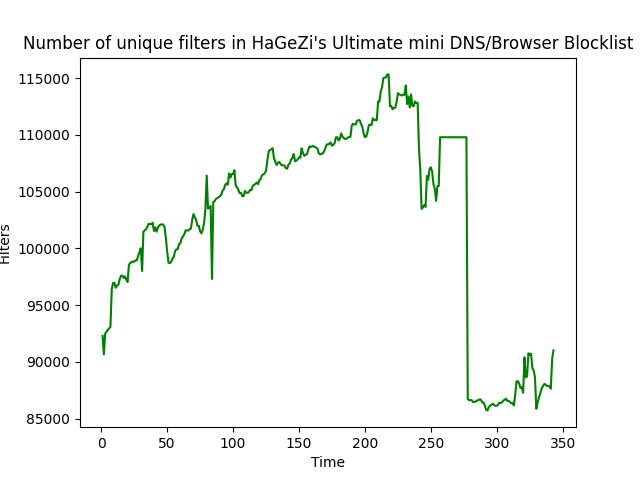 Number of unique filters in HaGeZi's Ultimate mini DNS/Browser Blocklist
115000
110000
105000
100000
95000
90000
85000
Filters
0 50 100 150 200 250 300 350
Time